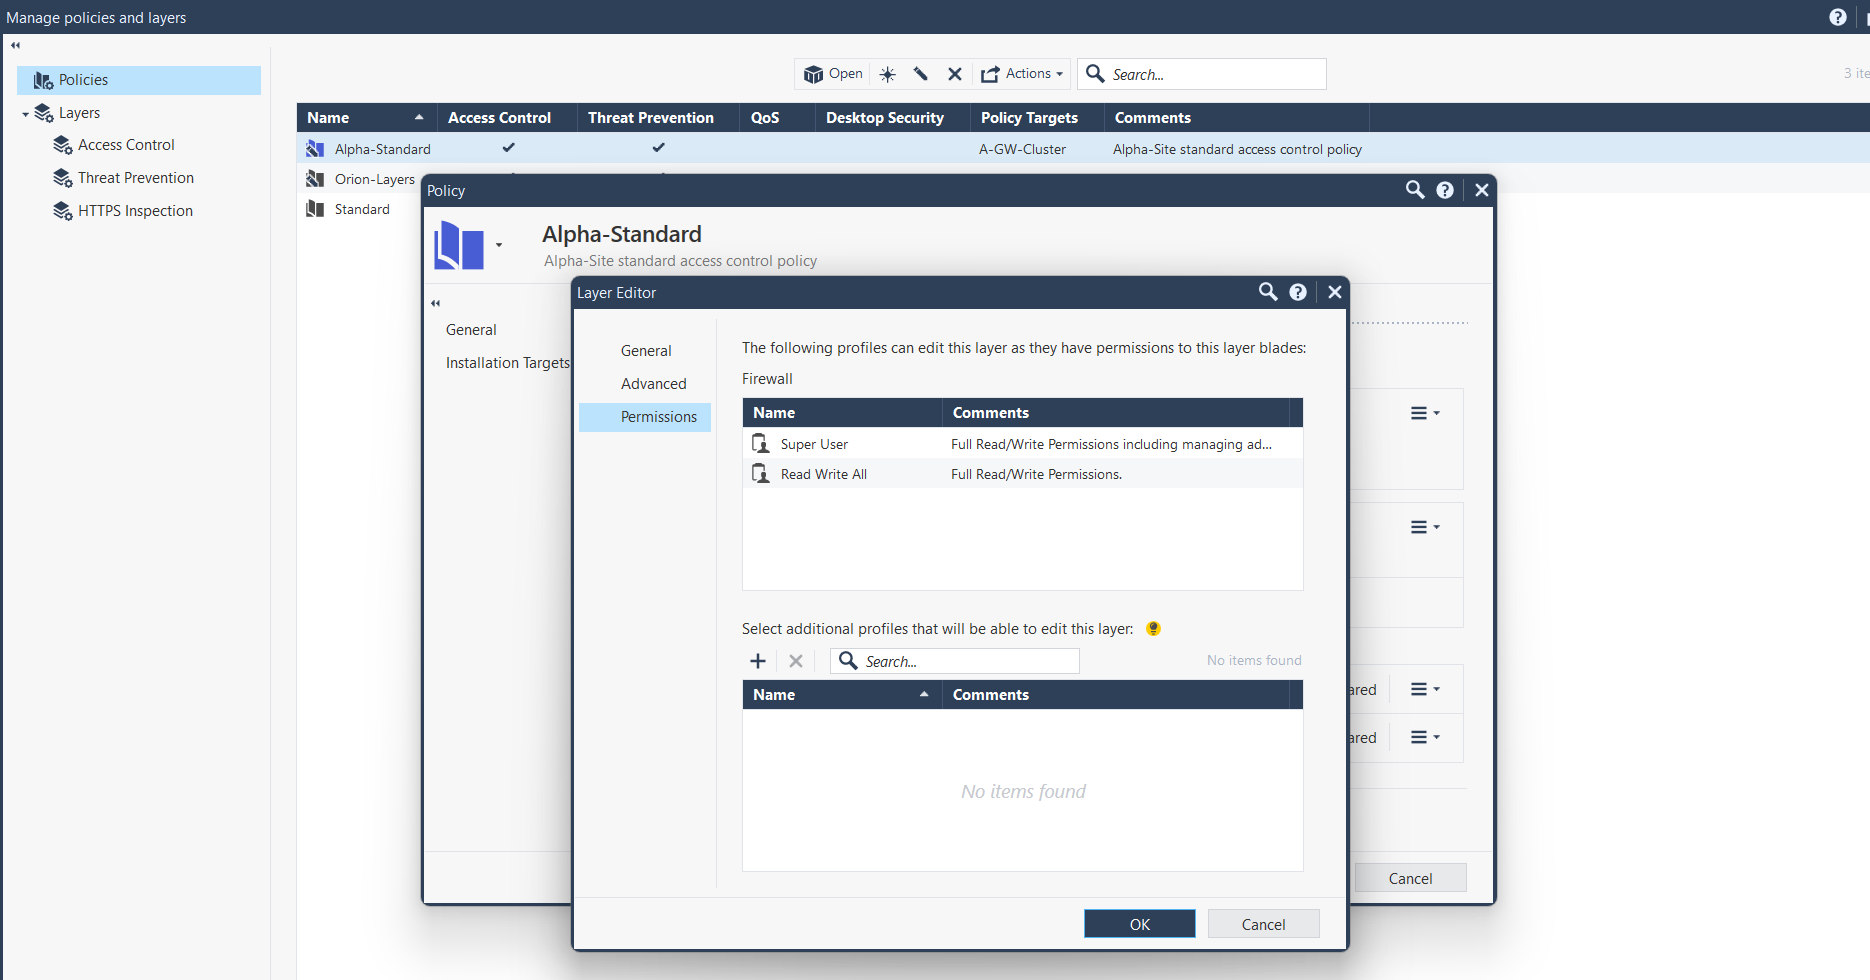 Manage policies and layers
3 ite
Policies
Layers
Access Control
Threat Prevention
HTTPS Inspection
Open
Actions
Search...
Name Access Control Threat Prevention QoS Desktop Security Policy Targets Comments
Alpha-Standard A-GW-Cluster Alpha-Site standard access control policy
Orion-Layers
Standard
Policy
Alpha-Standard
Alpha-Site standard access control policy
General
Installation Targets
ared
ared
Cancel
Layer Editor
General
Advanced
Permissions
The following profiles can edit this layer as they have permissions to this layer blades:
Firewall
Name Comments
Super User Full Read/Write Permissions including managing ad...
Read Write All Full Read/Write Permissions.
Select additional profiles that will be able to edit this layer:
Search...
No items found
Name Comments
No items found
OK Cancel